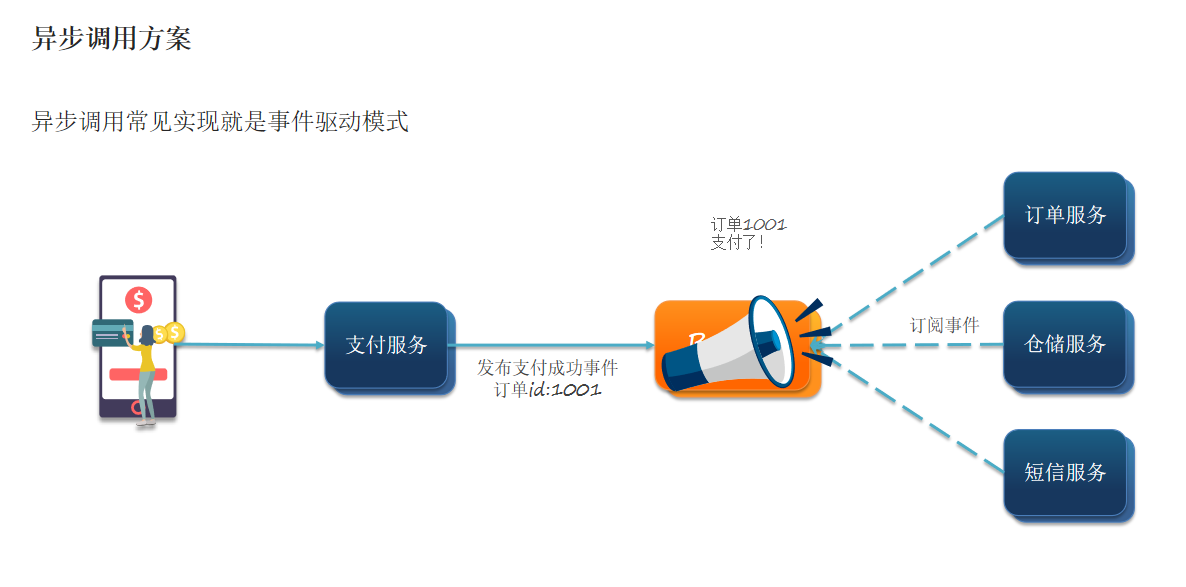 异步调用方案
异步调用常见实现就是事件驱动模式
订单1001
支付了!
订单服务
支付服务
发布支付成功事件
订单id:1001
订阅事件
仓储服务
短信服务